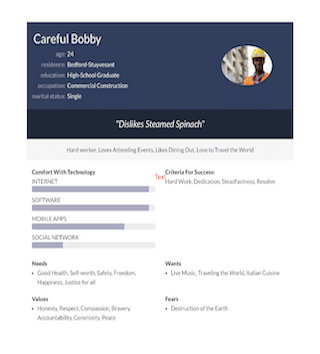 Careful Bobby
age: 24
residence: Bedford-Stuyvesant
education: High-School Graduate
occupation: Commercial Construction
marital status: Single
"Dislikes Steamed Spinach"
Hard worker, Loves Attending Events, Likes Dining Out, Love to Travel the World
Comfort With Technology
INTERNET
SOFTWARE
MOBILE APPS
SOCIAL NETWORK
Text
Criteria For Success:
Hard Work, Dedication, Steadfastness, Resolve
Needs
• Good Health, Self-worth, Safety, Freedom,
Happiness, Justice for all
Wants
• Live Music, Traveling the World, Italian Cuisine
Values
• Honesty, Respect, Compassion, Bravery,
Accountability, Generosity, Peace
Fears
• Destruction of the Earth